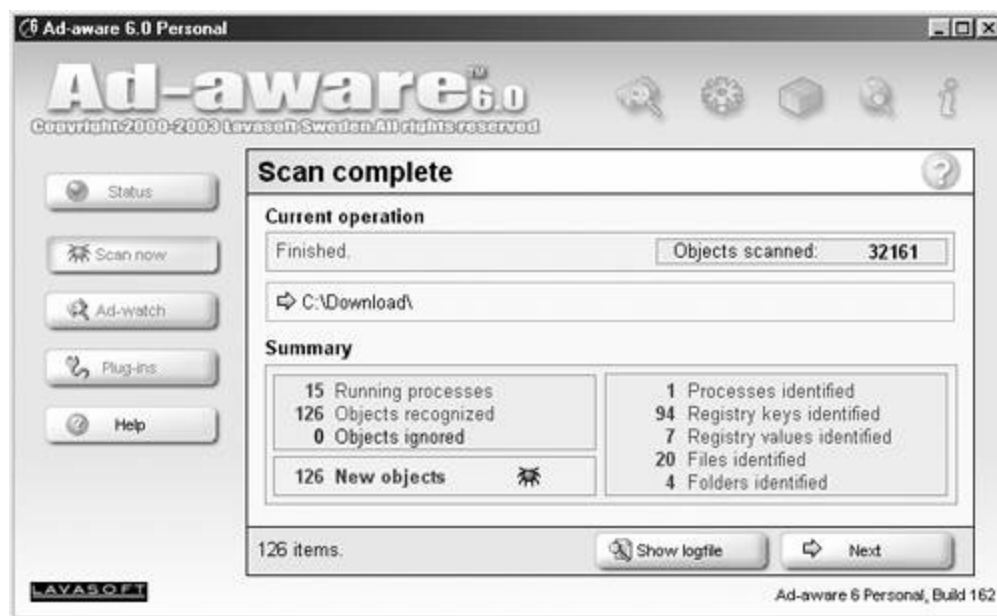 Ad-aware 6.0 Personal
Ad-aware 6.0
TM
Copyright 2000-2003 Lavasoft Sweden. All rights reserved
Status
Scan now
Ad-watch
Plug-ins
Help
Scan complete
Current operation
Finished.
Objects scanned: 32161
C:\Download\
Summary
15 Running processes
126 Objects recognized
0 Objects ignored
126 New objects
1 Processes identified
94 Registry keys identified
7 Registry values identified
20 Files identified
4 Folders identified
126 items.
Show logfile
Next
LAVASOFT
Ad-aware 6 Personal, Build 162